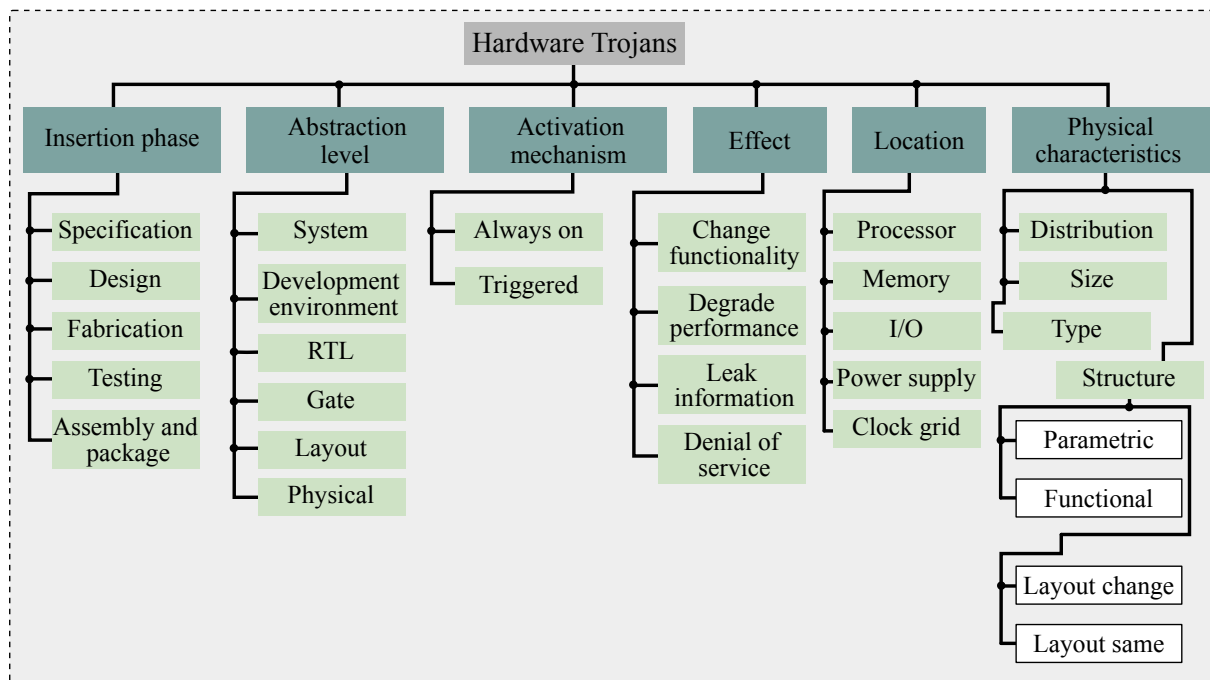 Hardware Trojans
Insertion phase
Abstraction
level
Activation
mechanism
Effect
Location
Physical
characteristics
Specification
Design
Fabrication
Testing
Assembly and
package
System
Development
environment
RTL
Gate
Layout
Physical
Always on
Triggered
Change
functionality
Degrade
performance
Leak
information
Denial of
service
Processor
Memory
I/O
Power supply
Clock grid
Distribution
Size
Type
Structure
Parametric
Functional
Layout change
Layout same